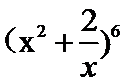 (x² + 2/x)⁶